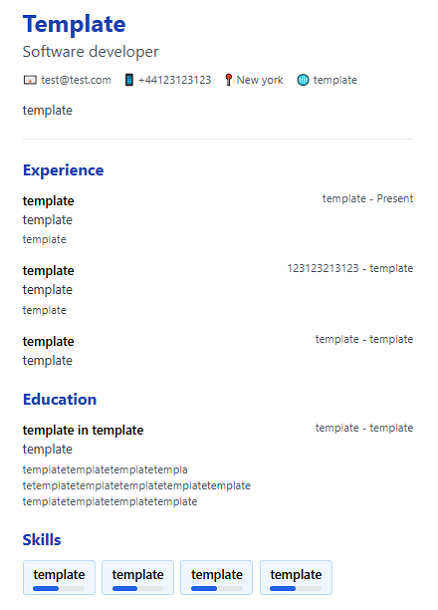 Template
Software developer
test@test.com +44123123123 New york template
template
Experience
template template - Present
template
template
template 123123213123 - template
template
template
template template - template
template
Education
template in template template - template
template
templatetemplatetemplatetempla
tetemplatetemplatetemplatetemplatetemplate
templatetemplatetemplatetemplate
Skills
template template template template